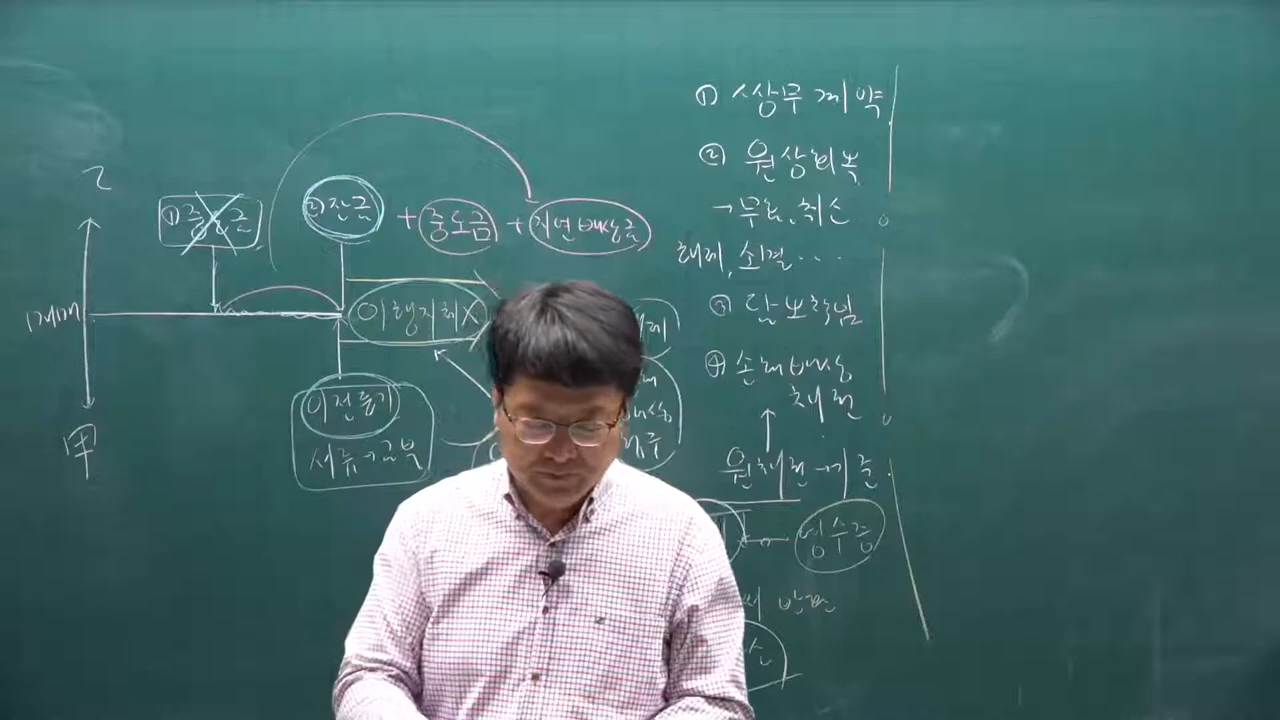 乙
① 중도금
② 잔금 + 중도금 + 지연배상금
매매
이행지체X
甲
이전등기
서류교부
① 쌍무계약
② 원상회복
→ 무효, 취소
해제, 소멸...
③ 담보책임
④ 손해배상
채권
원채권 → 기준
영수증